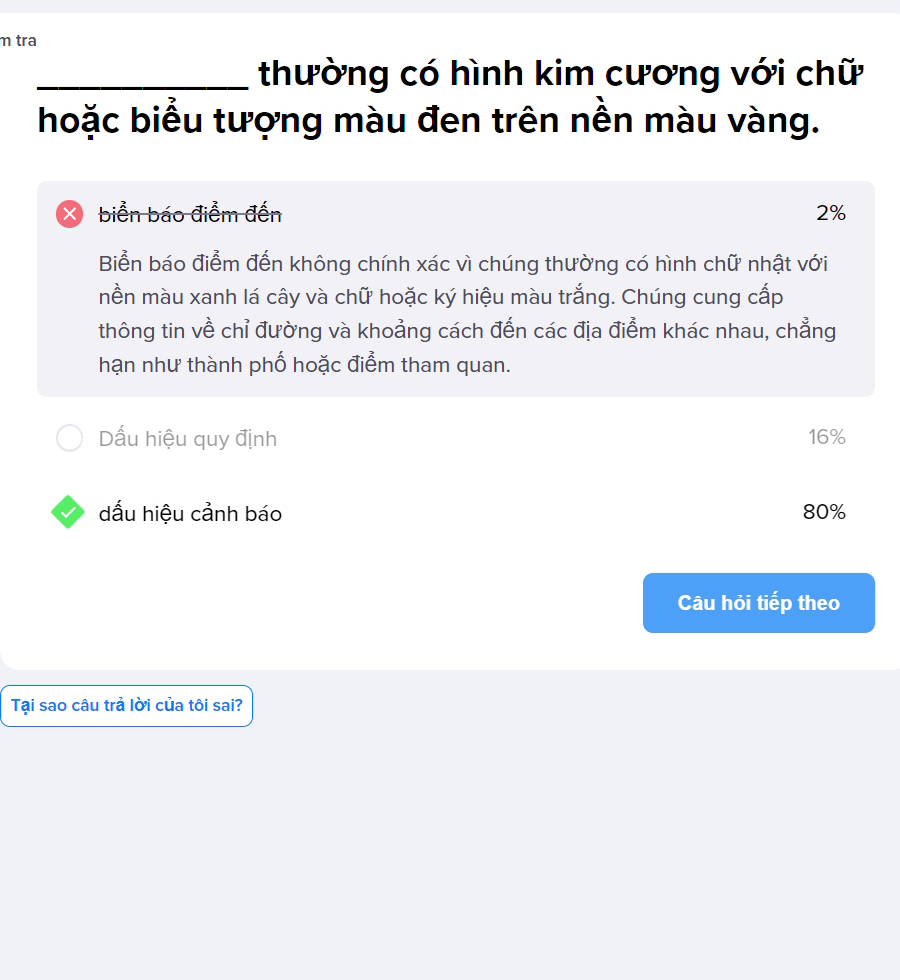 m tra
__________ thường có hình kim cương với chữ
hoặc biểu tượng màu đen trên nền màu vàng.
biển báo điểm đến 2%
Biển báo điểm đến không chính xác vì chúng thường có hình chữ nhật với
nền màu xanh lá cây và chữ hoặc ký hiệu màu trắng. Chúng cung cấp
thông tin về chỉ đường và khoảng cách đến các địa điểm khác nhau, chẳng
hạn như thành phố hoặc điểm tham quan.
Dấu hiệu quy định 16%
dấu hiệu cảnh báo 80%
Câu hỏi tiếp theo
Tại sao câu trả lời của tôi sai?